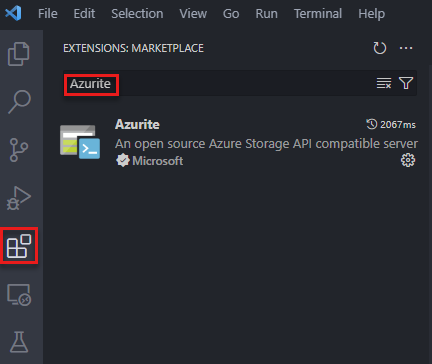 File Edit Selection View Go Run Terminal Help
EXTENSIONS: MARKETPLACE
Azurite
Azurite 2067ms
An open source Azure Storage API compatible server
Microsoft